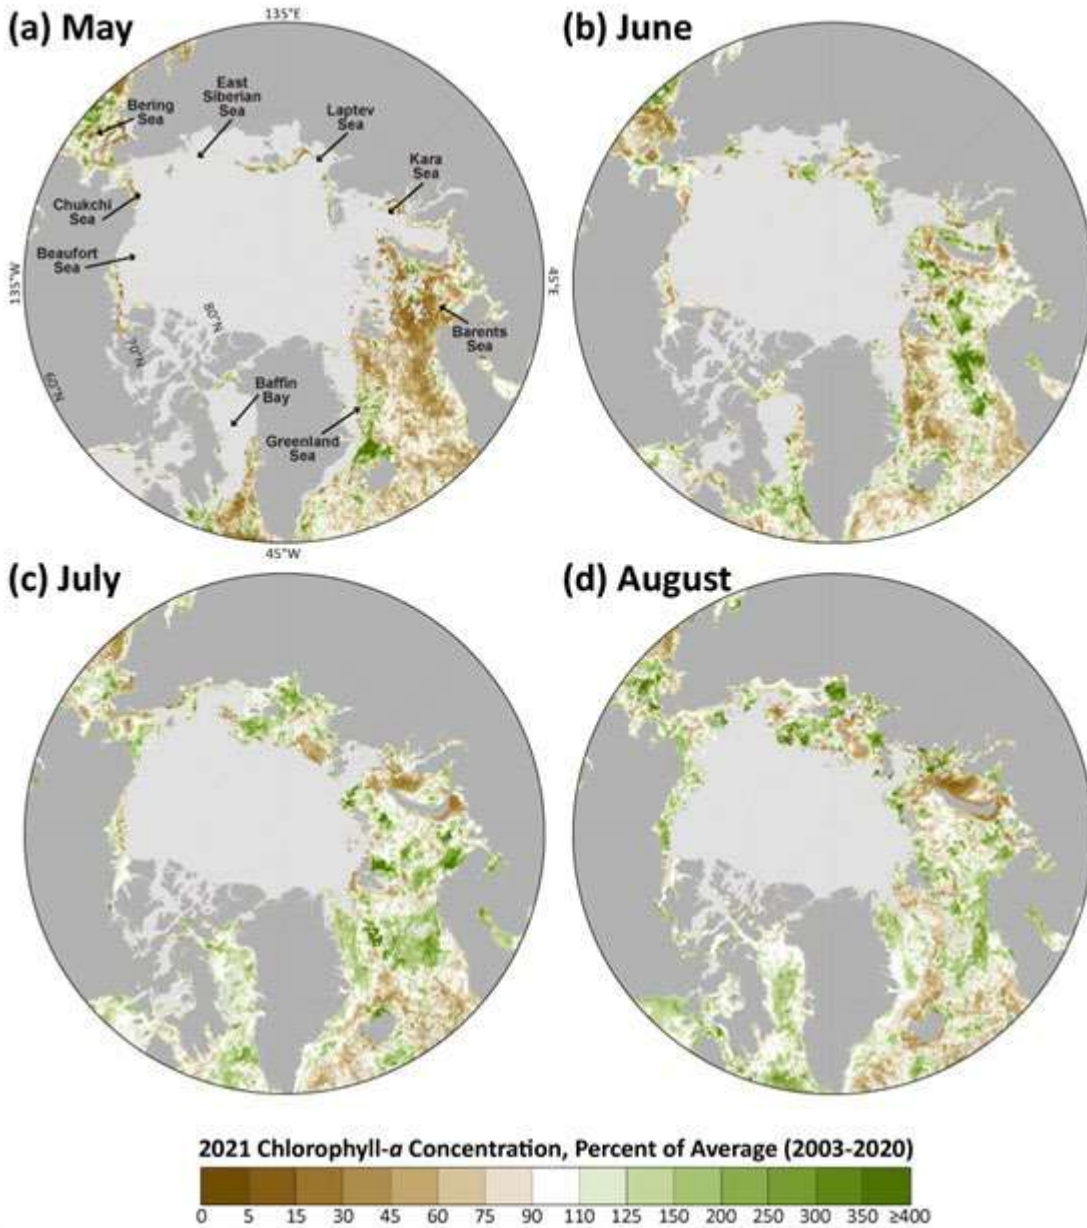 (a) May
135°E
(b) June
East
Siberian
Sea
Bering
Sea
Laptev
Sea
Kara
Sea
Chukchi
Sea
Beaufort
Sea
135°W
45°E
80°N
70°N
60°N
Barents
Sea
Baffin
Bay
Greenland
Sea
45°W
(c) July
(d) August
2021 Chlorophyll-a Concentration, Percent of Average (2003-2020)
0 5 15 30 45 60 75 90 110 125 150 200 250 300 350 ≥400